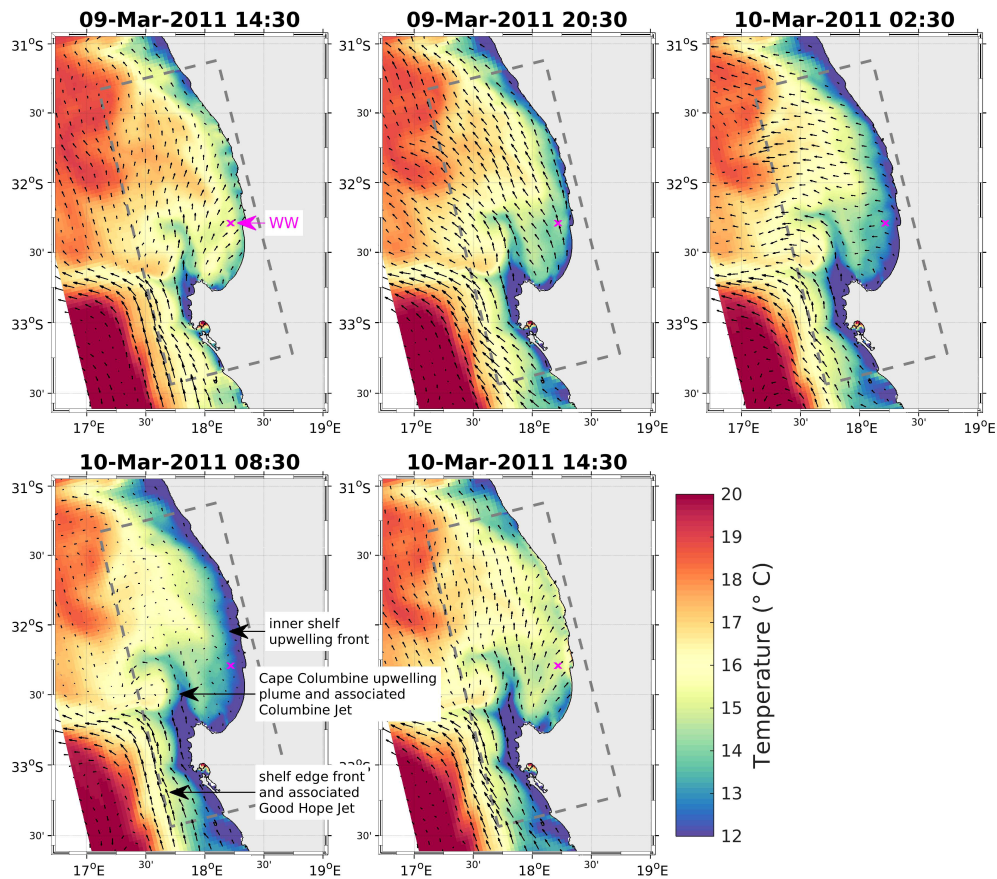 09-Mar-2011 14:30
09-Mar-2011 20:30
10-Mar-2011 02:30
31°S
30'
32°S
30'
33°S
30'
17°E
30'
18°E
30'
19°E
WW
31°S
30'
32°S
30'
33°S
30'
17°E
30'
18°E
30'
19°E
31°S
30'
32°S
30'
33°S
30'
17°E
30'
18°E
30'
19°E
10-Mar-2011 08:30
10-Mar-2011 14:30
31°S
30'
32°S
30'
33°S
30'
17°E
30'
18°E
30'
19°E
inner shelf
upwelling front
Cape Columbine upwelling
plume and associated
Columbine Jet
shelf edge front
and associated
Good Hope Jet
31°S
30'
32°S
30'
17°E
30'
18°E
30'
19°E
20
19
18
17
16
15
14
13
12
Temperature (° C)